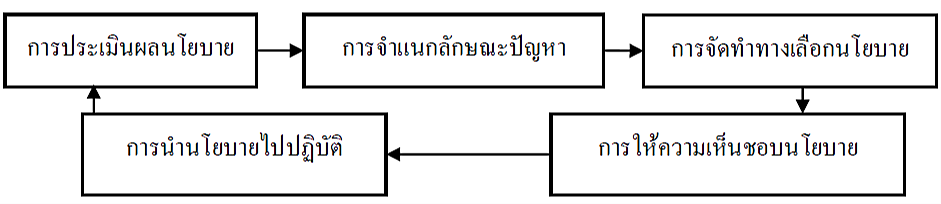 การประเมินผลนโยบาย
การจำแนกลักษณะปัญหา
การจัดทำทางเลือกนโยบาย
การนำนโยบายไปปฏิบัติ
การให้ความเห็นชอบนโยบาย